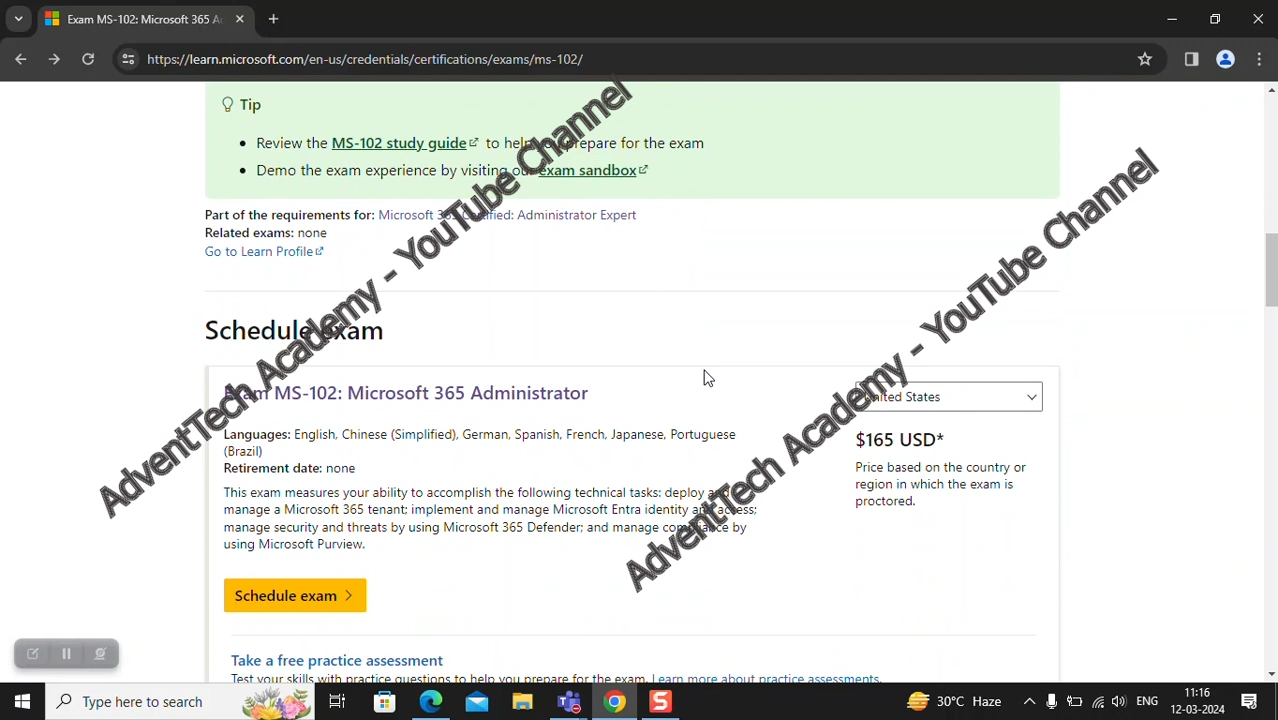 Exam MS-102: Microsoft 365 A
https://learn.microsoft.com/en-us/credentials/certifications/exams/ms-102/
Tip
Review the MS-102 study guide to help you prepare for the exam
Demo the exam experience by visiting our exam sandbox
Part of the requirements for: Microsoft 365 Certified: Administrator Expert
Related exams: none
Go to Learn Profile
Schedule exam
Exam MS-102: Microsoft 365 Administrator
United States
Languages: English, Chinese (Simplified), German, Spanish, French, Japanese, Portuguese
(Brazil)
Retirement date: none
$165 USD*
Price based on the country or
region in which the exam is
proctored.
This exam measures your ability to accomplish the following technical tasks: deploy and
manage a Microsoft 365 tenant; implement and manage Microsoft Entra identity and access;
manage security and threats by using Microsoft 365 Defender; and manage compliance by
using Microsoft Purview.
Schedule exam
Take a free practice assessment
Test your skills with practice questions to help you prepare for the exam. Learn more about practice assessments.
AdventTech Academy - YouTube Channel
AdventTech Academy - YouTube Channel
Type here to search
30°C Haze
ENG
11:16
12-03-2024